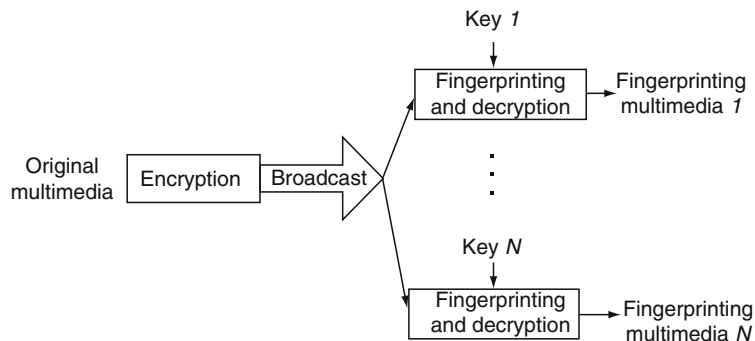 Key 1
Fingerprinting
and decryption
Fingerprinting
multimedia 1
Original
multimedia
Encryption
Broadcast
Key N
Fingerprinting
and decryption
Fingerprinting
multimedia N